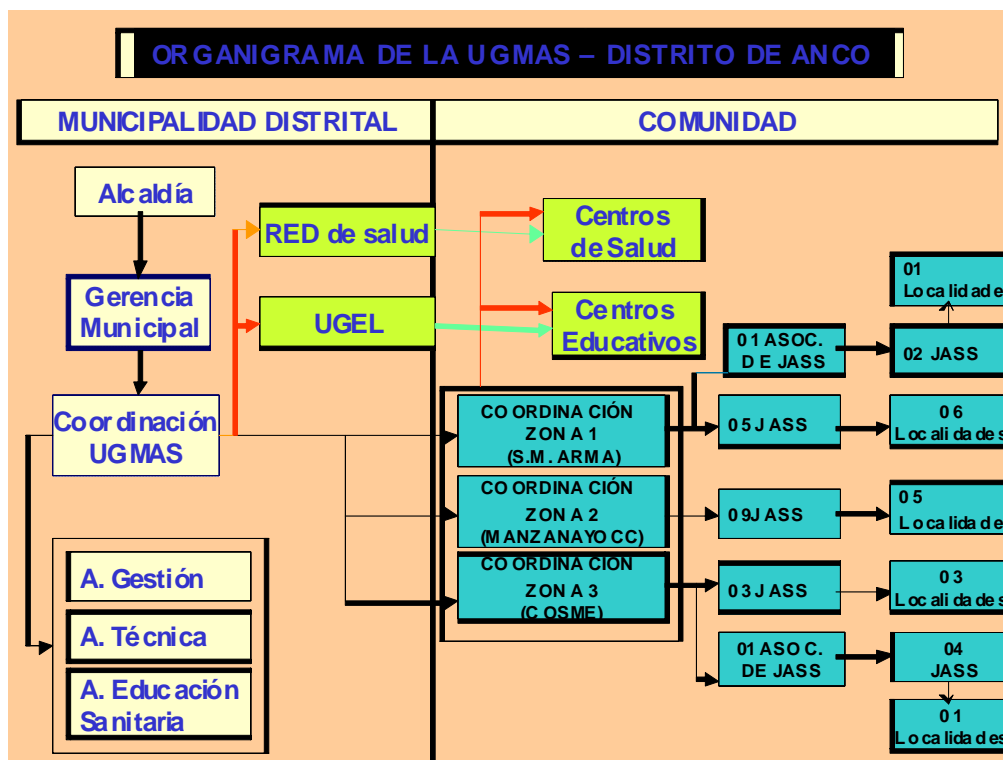 ORGANIGRAMA DE LA UGMAS – DISTRITO DE ANCO
MUNICIPALIDAD DISTRITAL
COMUNIDAD
Alcaldía
Gerencia
Municipal
Coordinación
UGMAS
A. Gestión
A. Técnica
A. Educación
Sanitaria
RED de salud
UGEL
Centros
de Salud
Centros
Educativos
COORDINACIÓN
ZONA 1
(S.M. ARMA)
COORDINACIÓN
ZONA 2
(MANZANAYOCC)
COORDINACIÓN
ZONA 3
(COSME)
01 ASOC.
DE JASS
05 JASS
09JASS
03 JASS
01 ASOC.
DE JASS
01
Localidade
02 JASS
06
Localidades
05
Localidade
03
Localidades
04
JASS
01
Localidades